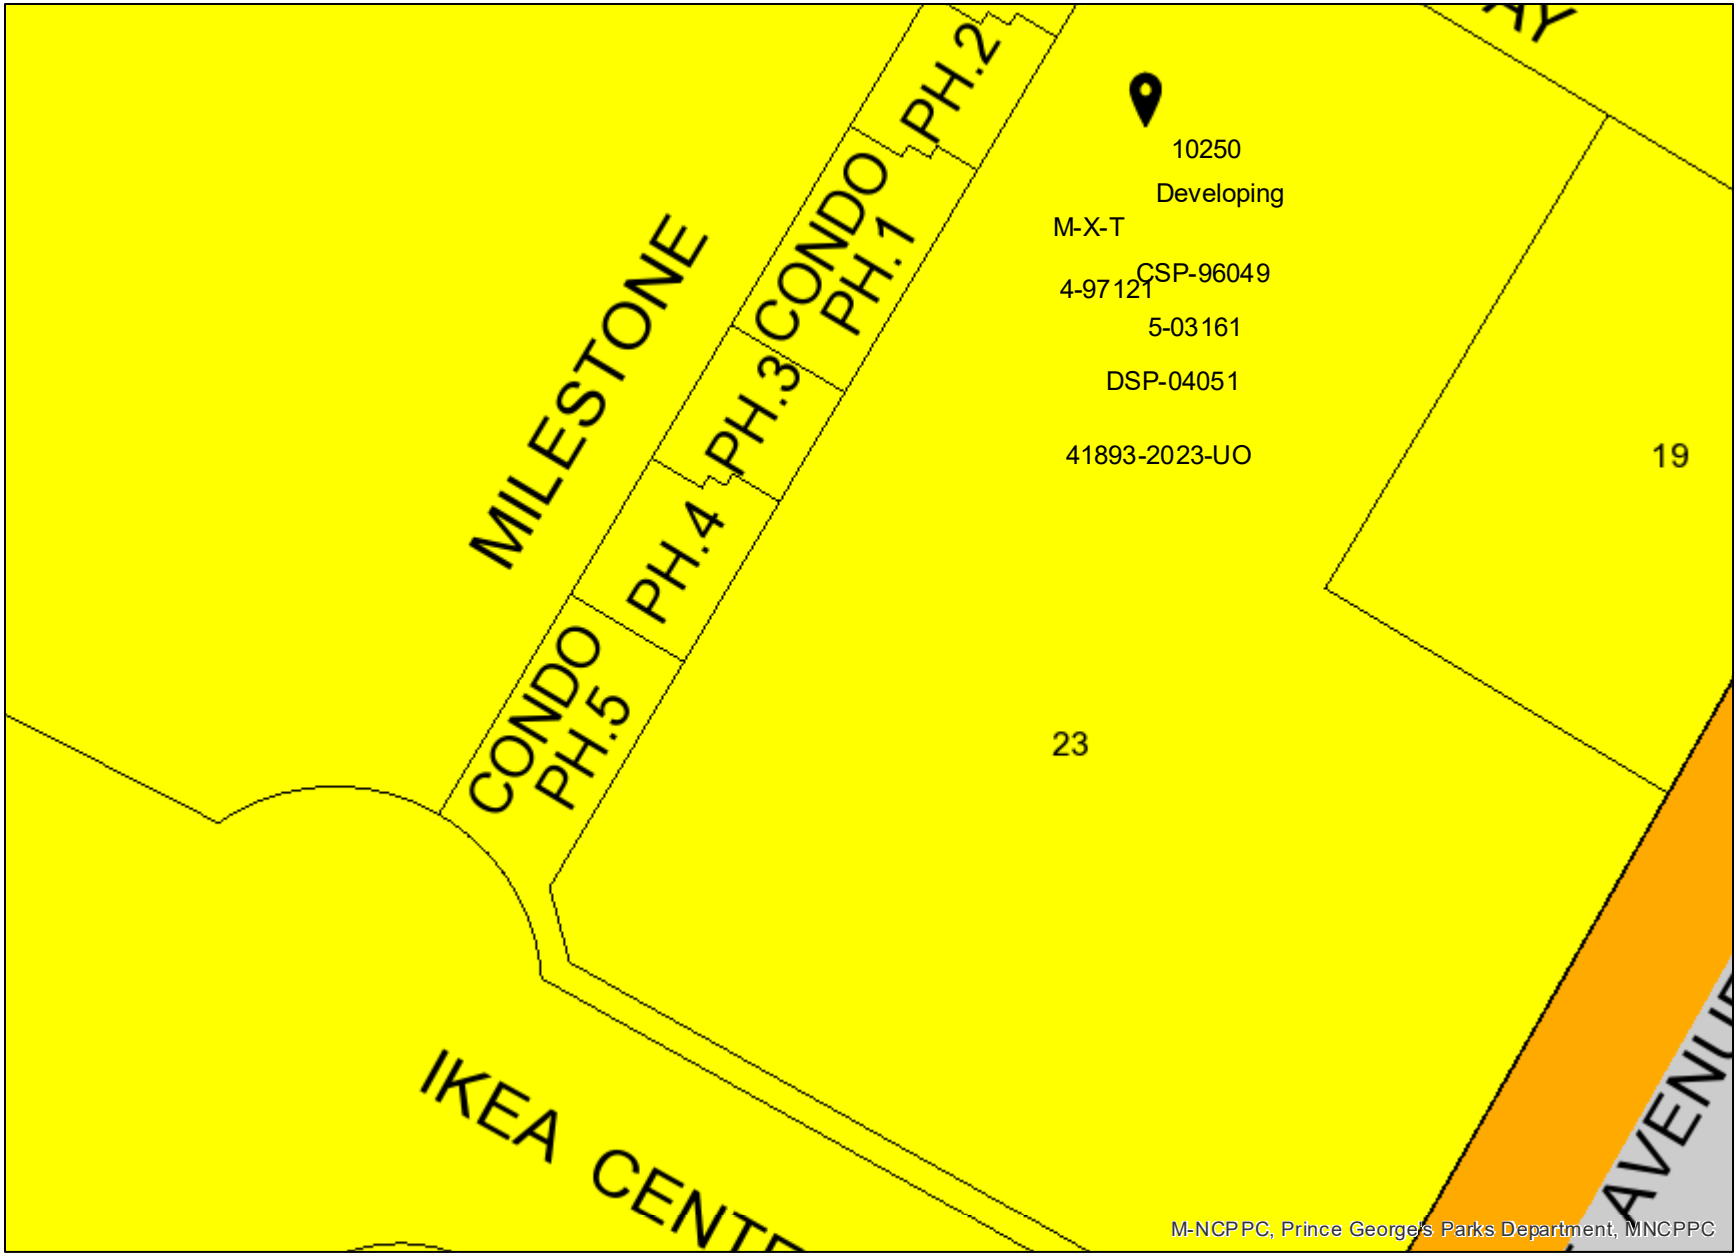 AY
PH.2
10250
Developing
CONDO
PH.1
M-X-T
CSP-96049
4-97121
5-03161
MILESTONE
PH.3
DSP-04051
41893-2023-UO
19
PH.4
CONDO
PH.5
23
IKEA CENTE
AVENUE
M-NCPPC, Prince George's Parks Department, MNCPPC